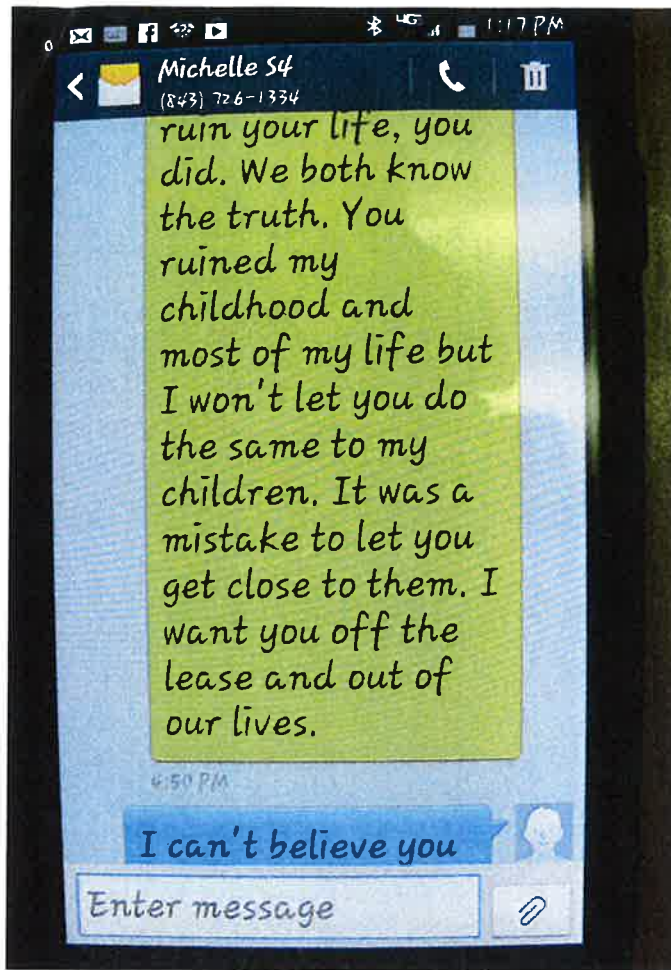 4G 1:17 PM
Michelle S4
(843) 726-1334
ruin your life, you
did. We both know
the truth. You
ruined my
childhood and
most of my life but
I won't let you do
the same to my
children. It was a
mistake to let you
get close to them. I
want you off the
lease and out of
our lives.
4:50 PM
I can't believe you
Enter message